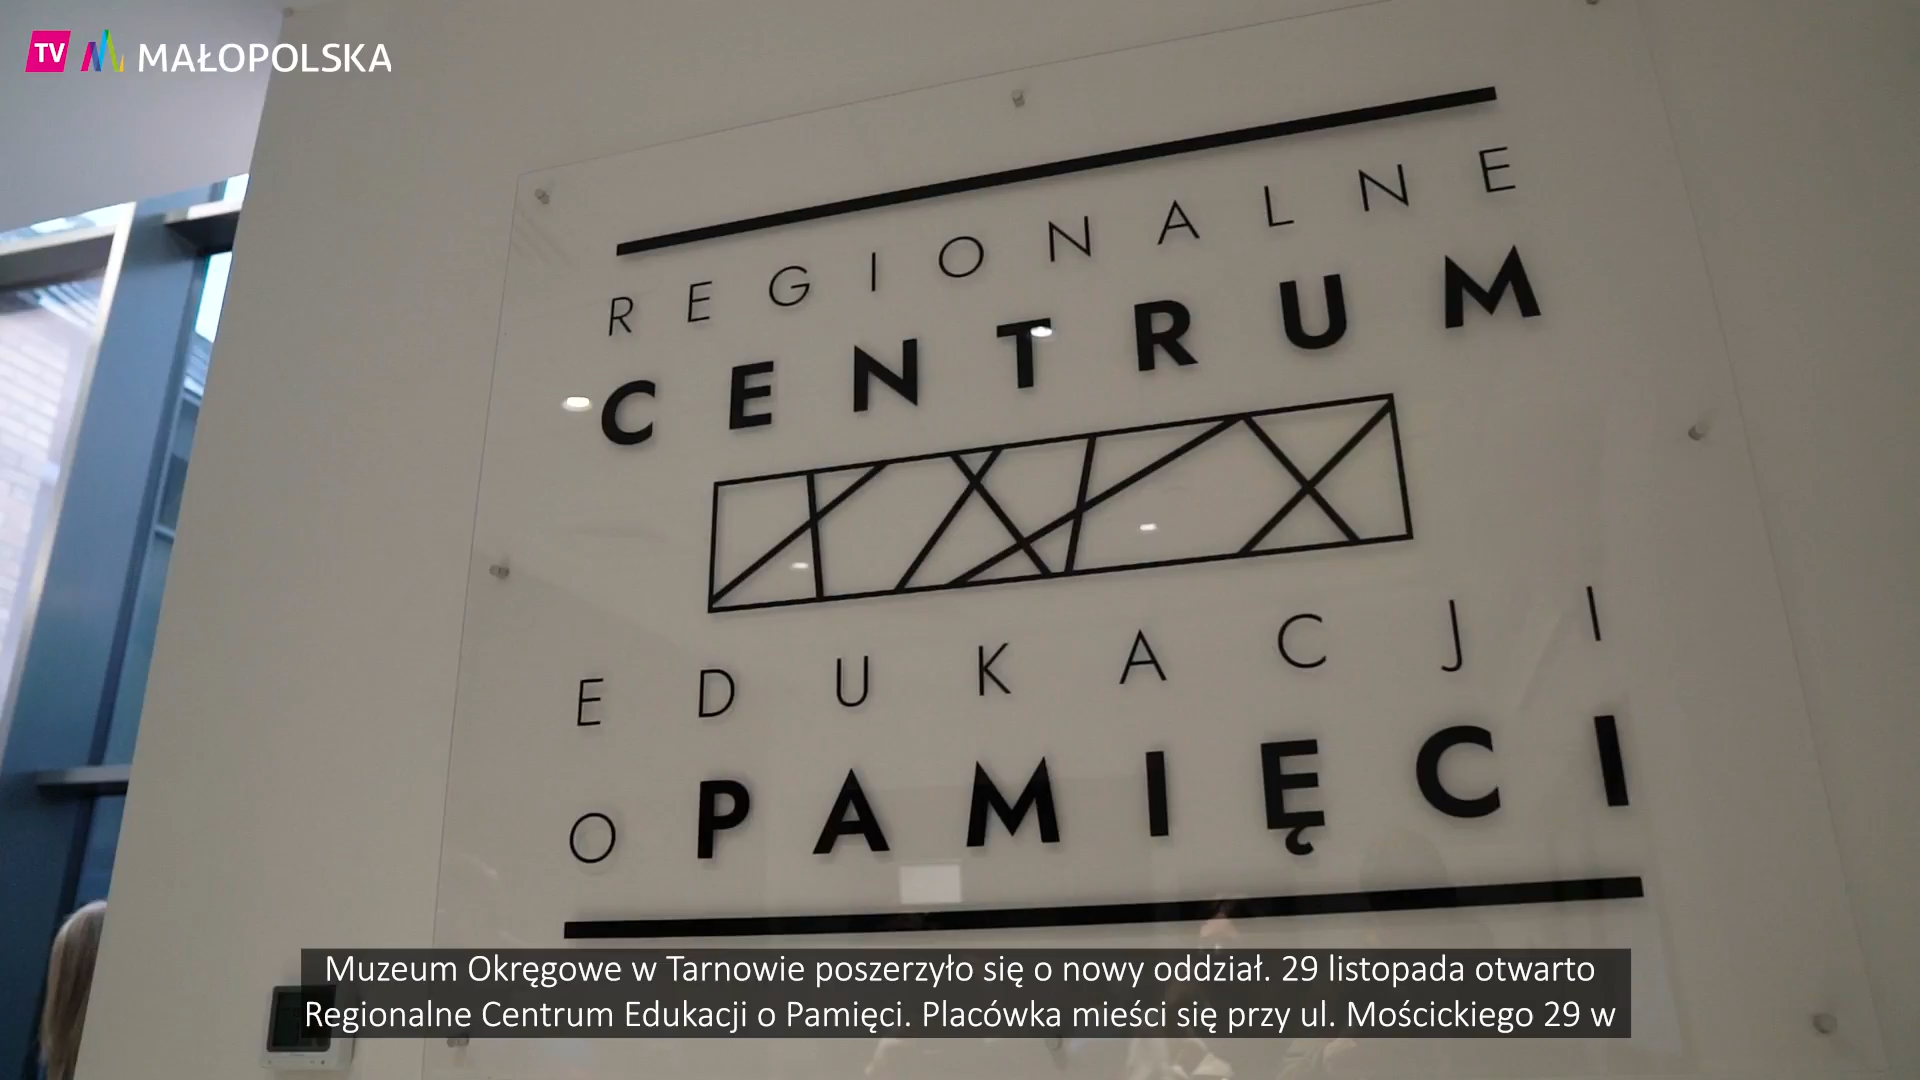 TV MAŁOPOLSKA
REGIONALNE
CENTRUM
EDUKACJI
O PAMIĘCI
Muzeum Okręgowe w Tarnowie poszerzyło się o nowy oddział. 29 listopada otwarto
Regionalne Centrum Edukacji o Pamięci. Placówka mieści się przy ul. Mościckiego 29 w